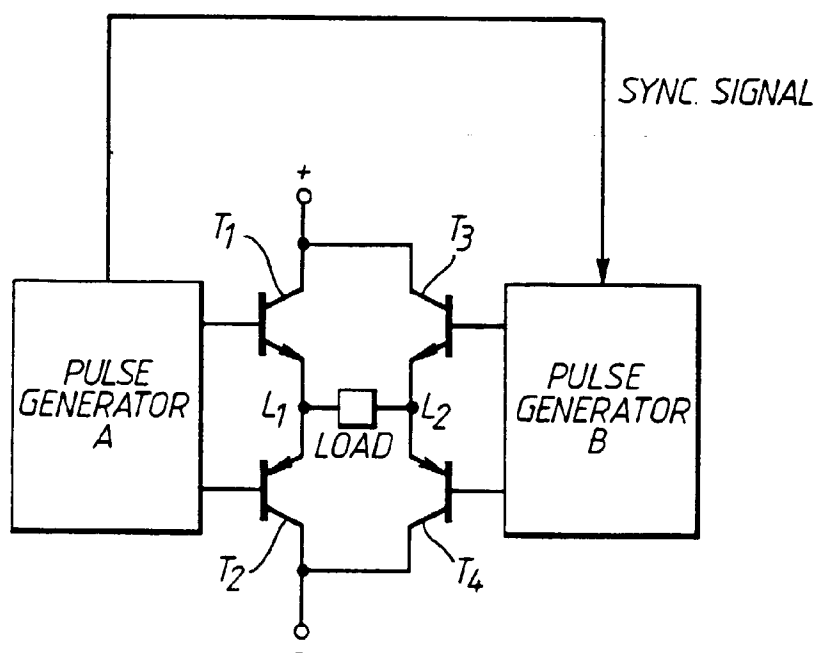 SYNC. SIGNAL
+
T1
T3
PULSE
GENERATOR
A
L1
LOAD
L2
PULSE
GENERATOR
B
T2
T4
-